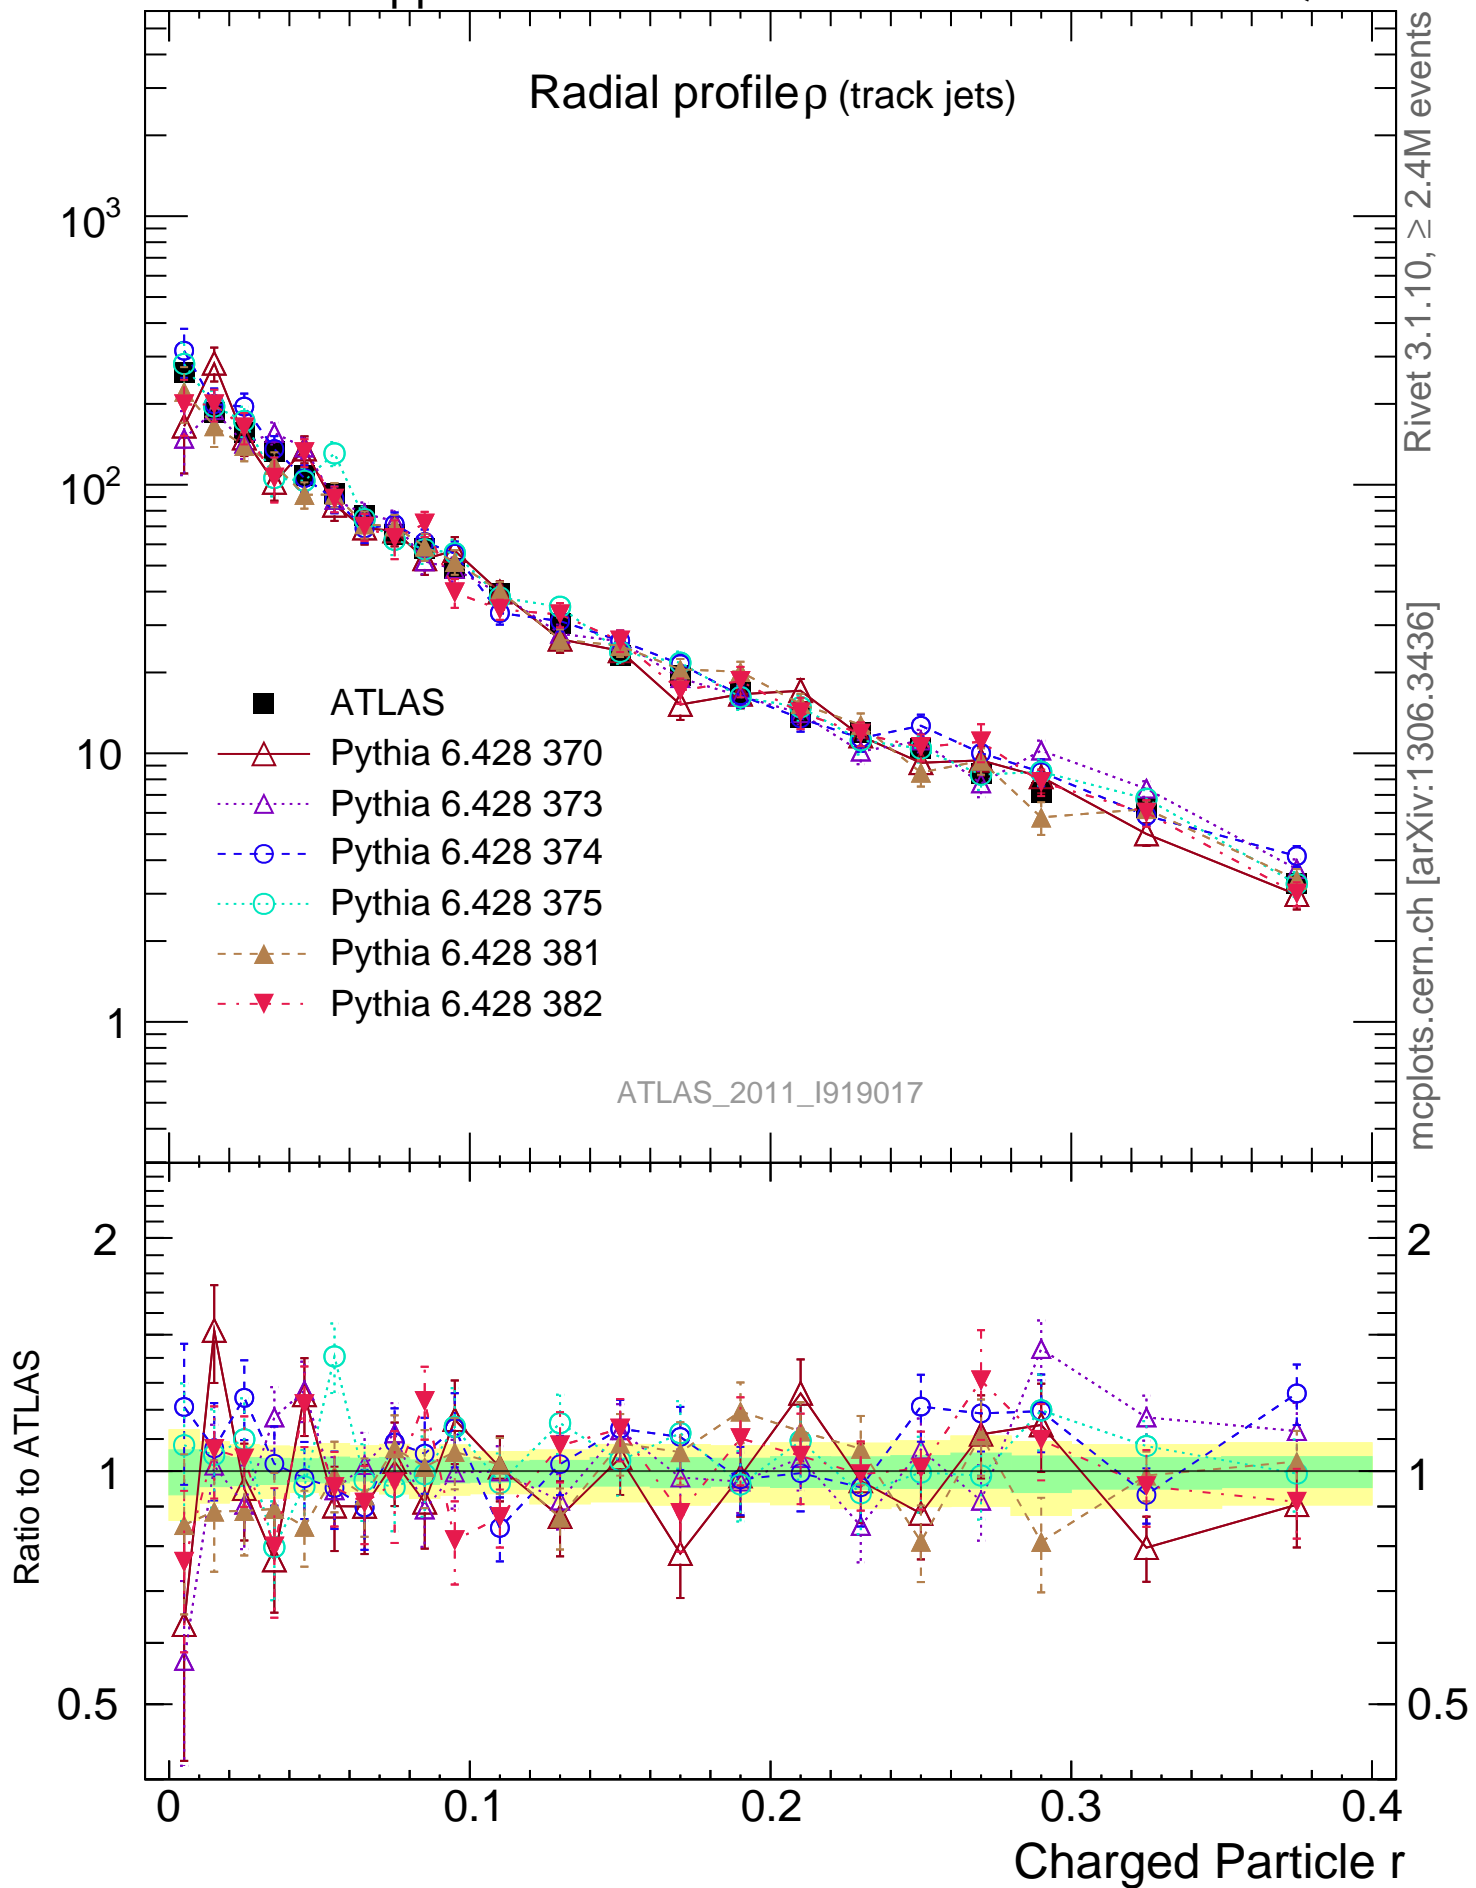 Radial profile ρ (track jets)
10³
10²
10
1
ATLAS
Pythia 6.428 370
Pythia 6.428 373
Pythia 6.428 374
Pythia 6.428 375
Pythia 6.428 381
Pythia 6.428 382
ATLAS_2011_I919017
Rivet 3.1.10, ≥ 2.4M events
mcplots.cern.ch [arXiv:1306.3436]
Ratio to ATLAS
2
1
0.5
2
1
0.5
0
0.1
0.2
0.3
0.4
Charged Particle r